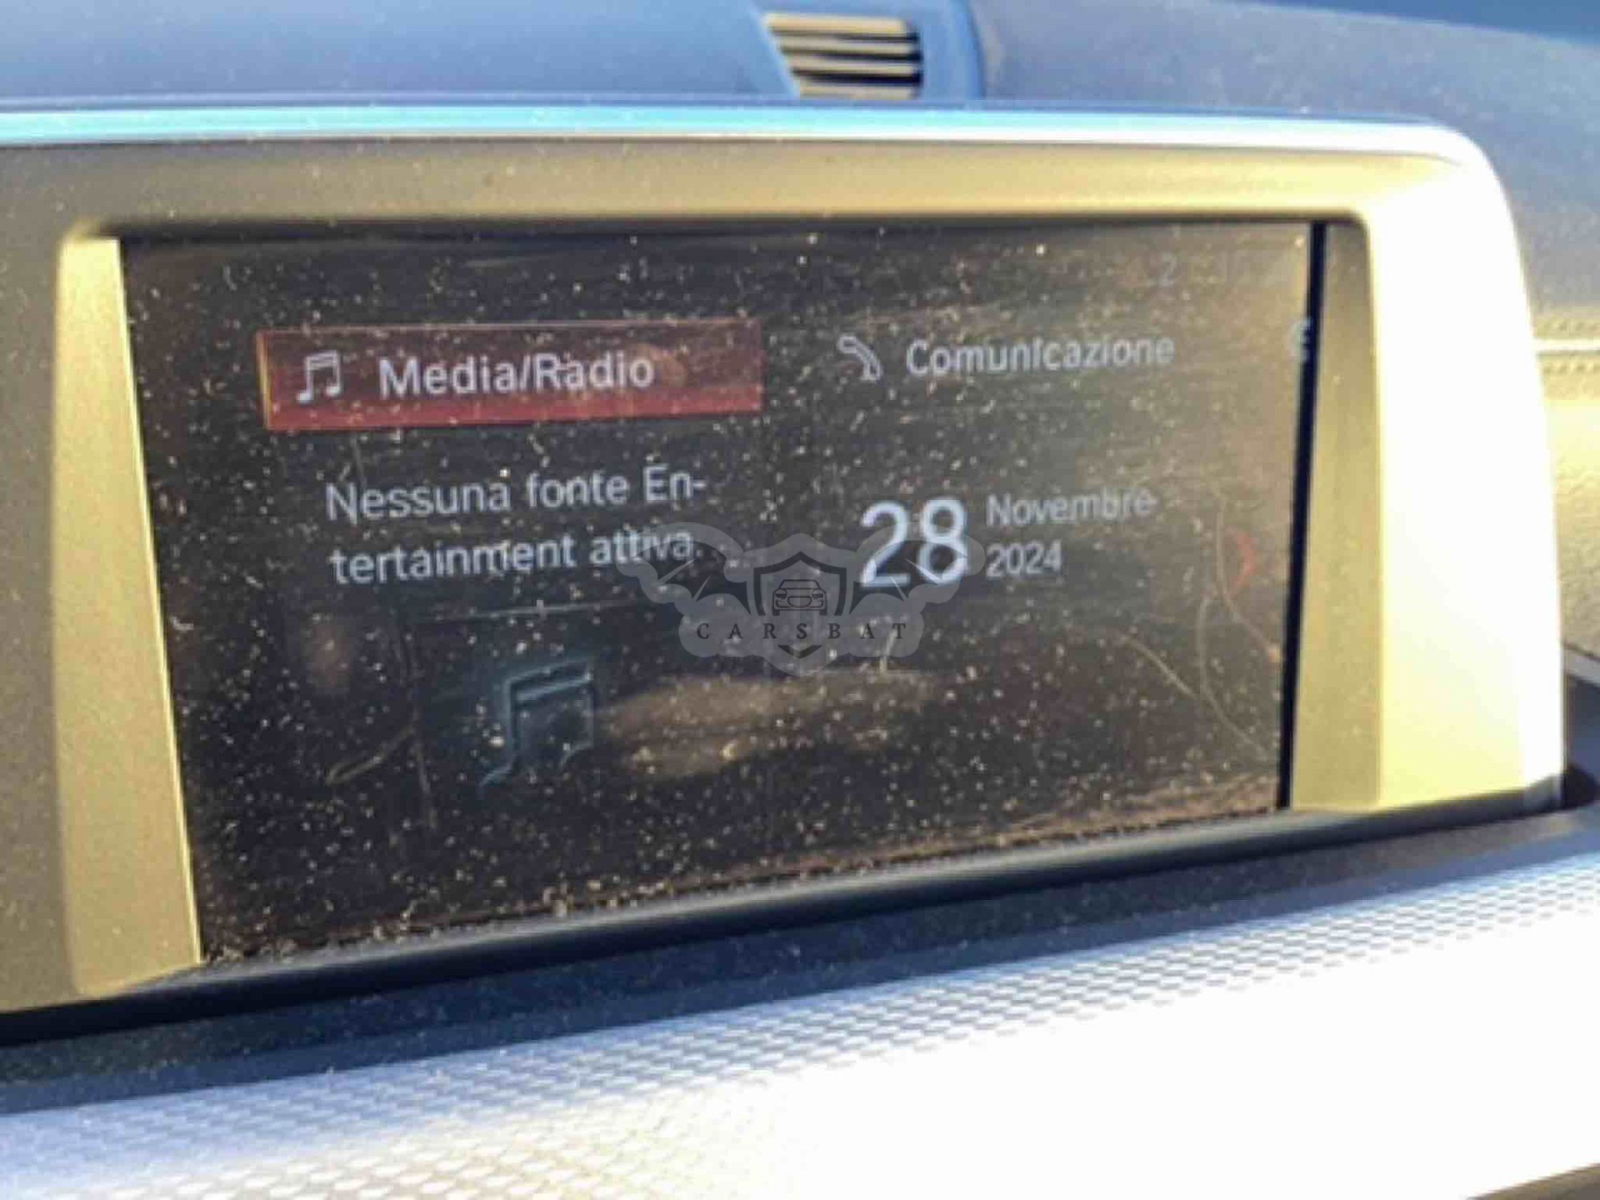 Media/Radio
Comunicazione
Nessuna fonte En-
tertainment attiva.
28
Novembre
2024
CARSBAT